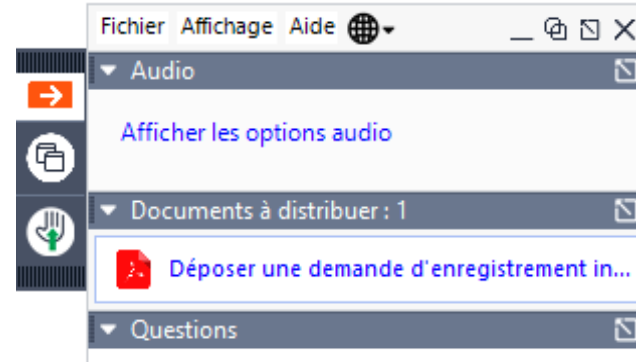 Fichier Affichage Aide
Audio
Afficher les options audio
Documents à distribuer : 1
Déposer une demande d'enregistrement in...
Questions